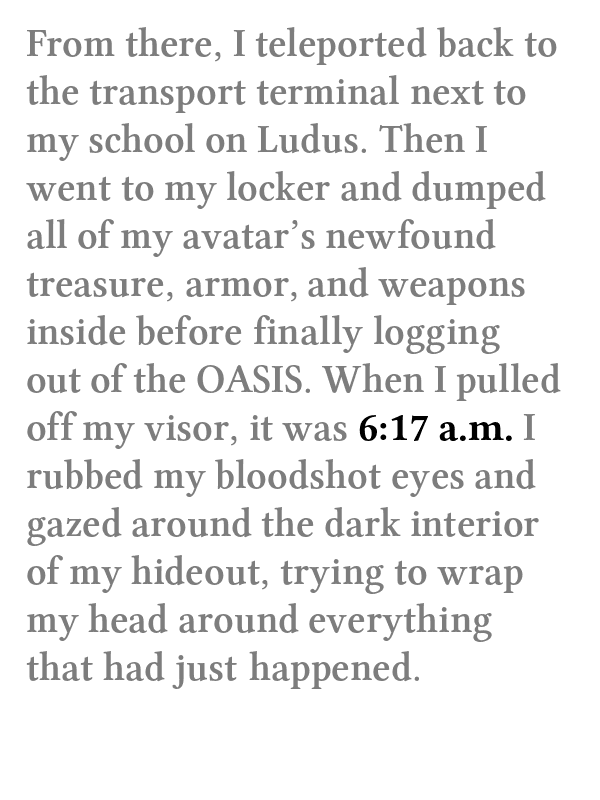 From there, I teleported back to
the transport terminal next to
my school on Ludus. Then I
went to my locker and dumped
all of my avatar’s newfound
treasure, armor, and weapons
inside before finally logging
out of the OASIS. When I pulled
off my visor, it was 6:17 a.m. I
rubbed my bloodshot eyes and
gazed around the dark interior
of my hideout, trying to wrap
my head around everything
that had just happened.